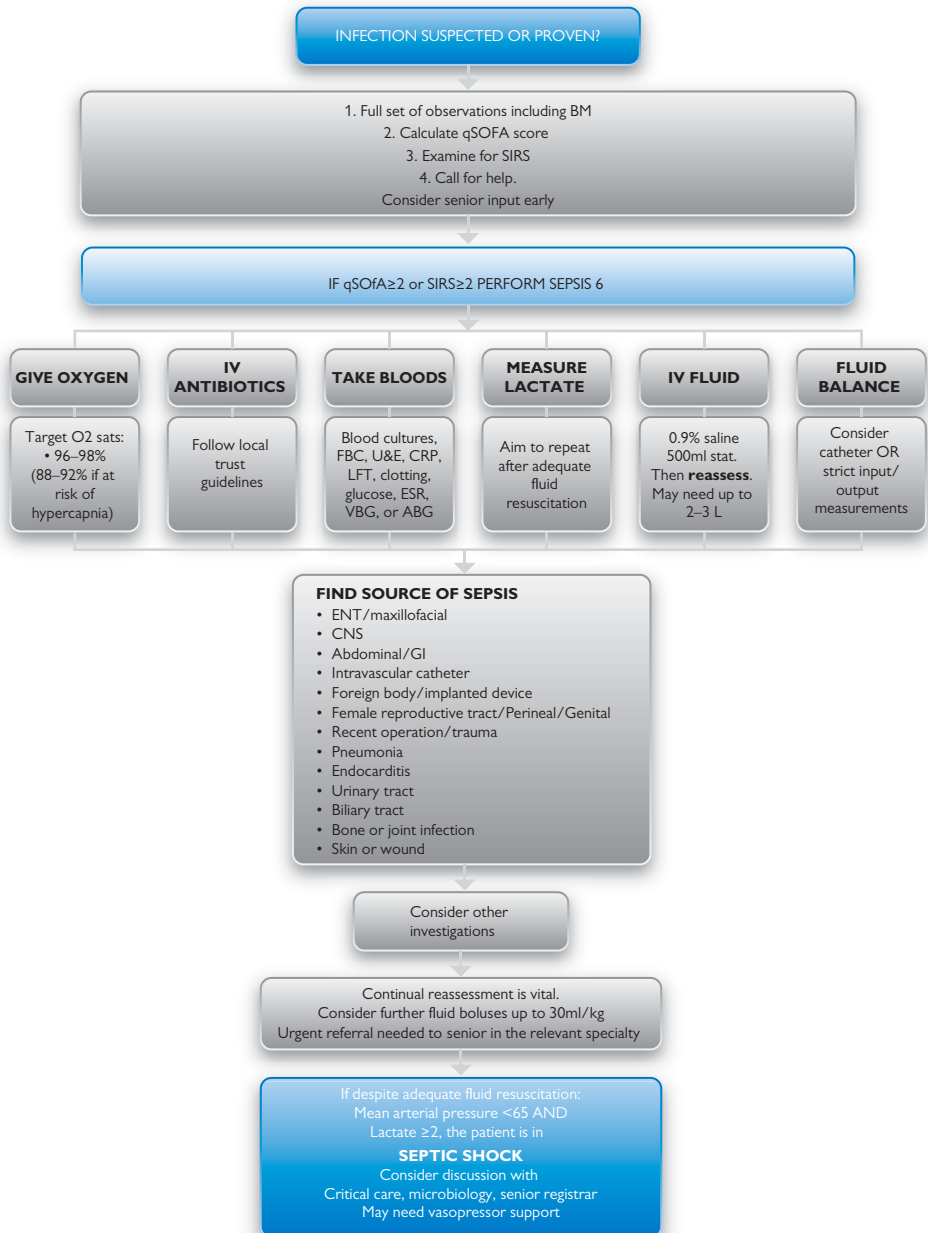 INFECTION SUSPECTED OR PROVEN?
1. Full set of observations including BM
2. Calculate qSOFA score
3. Examine for SIRS
4. Call for help.
Consider senior input early
IF qSOfA≥2 or SIRS≥2 PERFORM SEPSIS 6
GIVE OXYGEN
Target O2 sats:
• 96–98%
(88–92% if at
risk of
hypercapnia)
IV
ANTIBIOTICS
Follow local
trust
guidelines
TAKE BLOODS
Blood cultures,
FBC, U&E, CRP,
LFT, clotting,
glucose, ESR,
VBG, or ABG
MEASURE
LACTATE
Aim to repeat
after adequate
fluid
resuscitation
IV FLUID
0.9% saline
500ml stat.
Then reassess.
May need up to
2–3 L
FLUID
BALANCE
Consider
catheter OR
strict input/
output
measurements
FIND SOURCE OF SEPSIS
• ENT/maxillofacial
• CNS
• Abdominal/GI
• Intravascular catheter
• Foreign body/implanted device
• Female reproductive tract/Perineal/Genital
• Recent operation/trauma
• Pneumonia
• Endocarditis
• Urinary tract
• Biliary tract
• Bone or joint infection
• Skin or wound
Consider other
investigations
Continual reassessment is vital.
Consider further fluid boluses up to 30ml/kg
Urgent referral needed to senior in the relevant specialty
If despite adequate fluid resuscitation:
Mean arterial pressure <65 AND
Lactate ≥2, the patient is in
SEPTIC SHOCK
Consider discussion with
Critical care, microbiology, senior registrar
May need vasopressor support